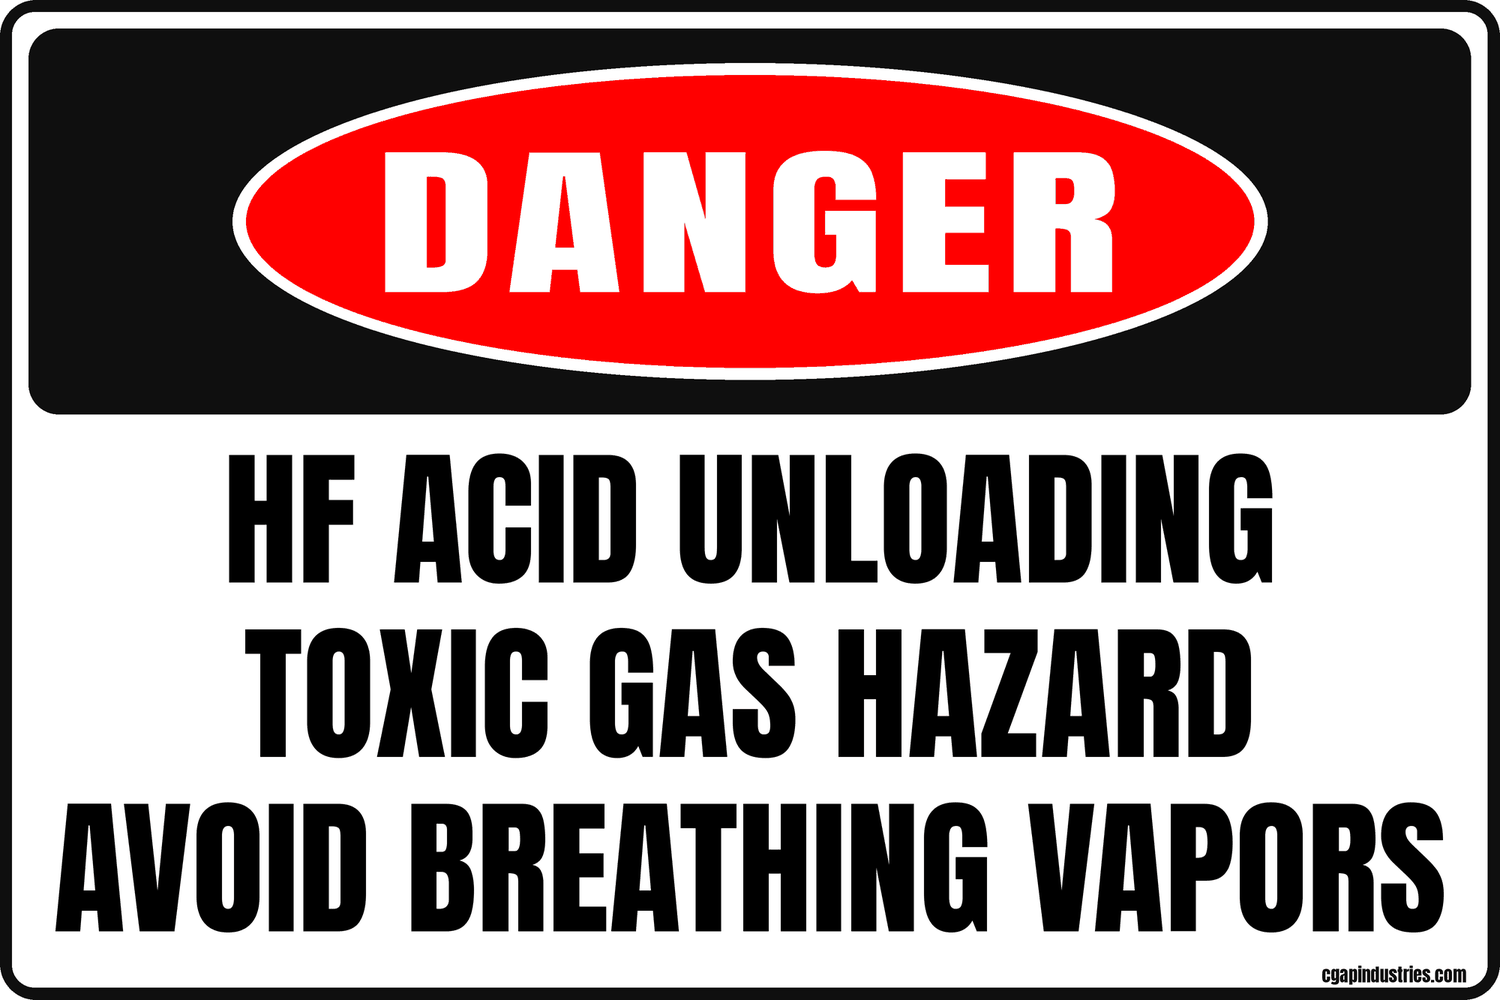 DANGER
HF ACID UNLOADING
TOXIC GAS HAZARD
AVOID BREATHING VAPORS
cgapindustries.com